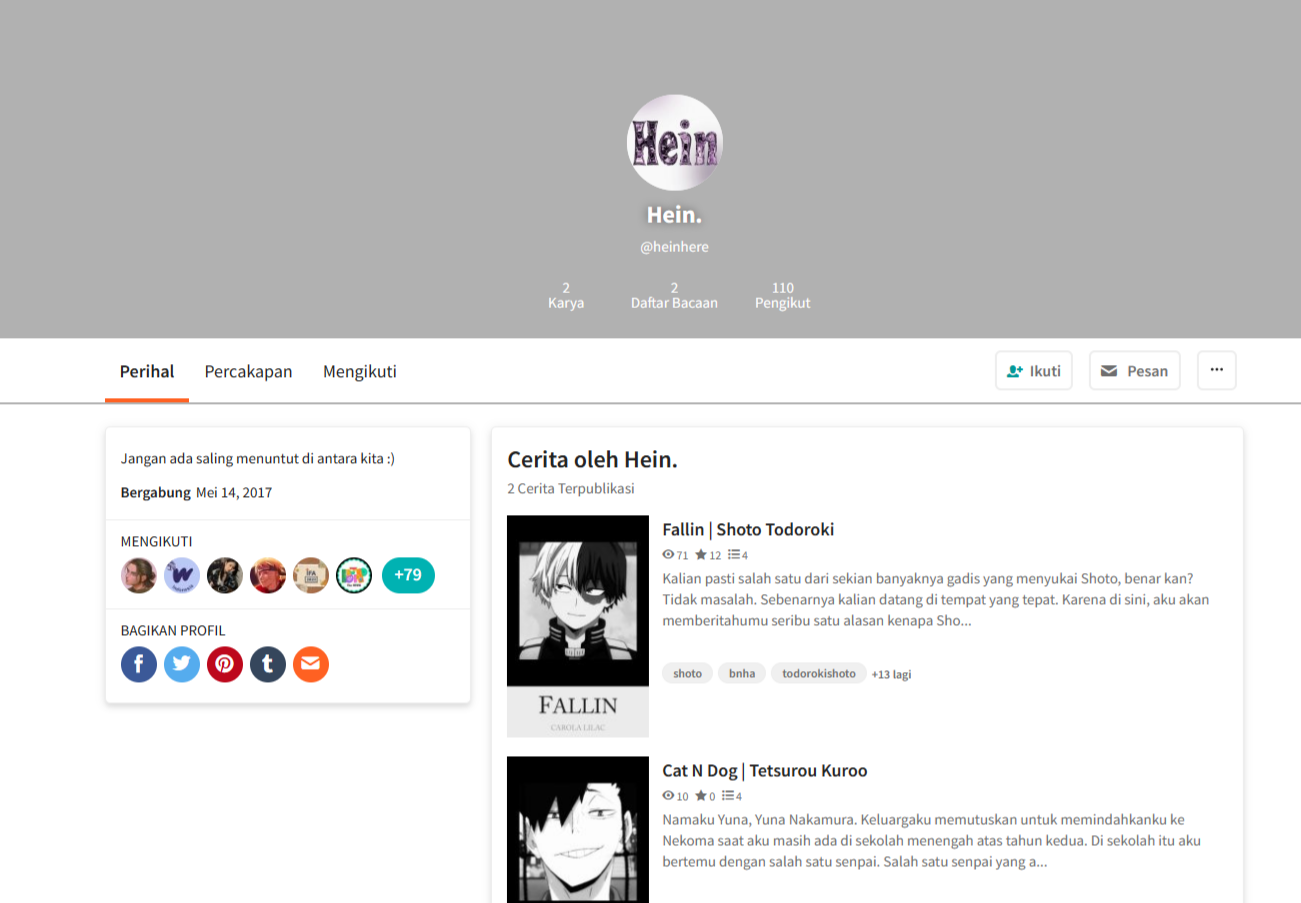 Hein
Hein.
@heinhere
2
Karya
2
Daftar Bacaan
110
Pengikut
Perihal
Percakapan
Mengikuti
Ikuti
Pesan
Jangan ada saling menuntut di antara kita :)
Bergabung Mei 14, 2017
MENGIKUTI
+79
BAGIKAN PROFIL
Cerita oleh Hein.
2 Cerita Terpublikasi
FALLIN
CAROLA LILAC
Fallin | Shoto Todoroki
71 12 4
Kalian pasti salah satu dari sekian banyaknya gadis yang menyukai Shoto, benar kan?
Tidak masalah. Sebenarnya kalian datang di tempat yang tepat. Karena di sini, aku akan
memberitahumu seribu satu alasan kenapa Sho...
shoto bnha todorokishoto +13 lagi
Cat N Dog | Tetsurou Kuroo
10 0 4
Namaku Yuna, Yuna Nakamura. Keluargaku memutuskan untuk memindahkanku ke
Nekoma saat aku masih ada di sekolah menengah atas tahun kedua. Di sekolah itu aku
bertemu dengan salah satu senpai. Salah satu senpai yang a...